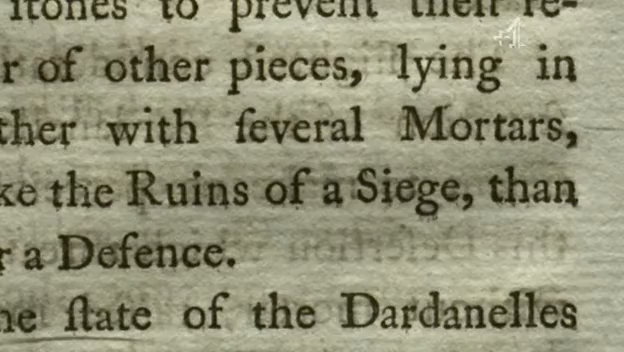 ſtones to prevent their re-
r of other pieces, lying in
ther with ſeveral Mortars,
ke the Ruins of a Siege, than
r a Defence.
he ſtate of the Dardanelles